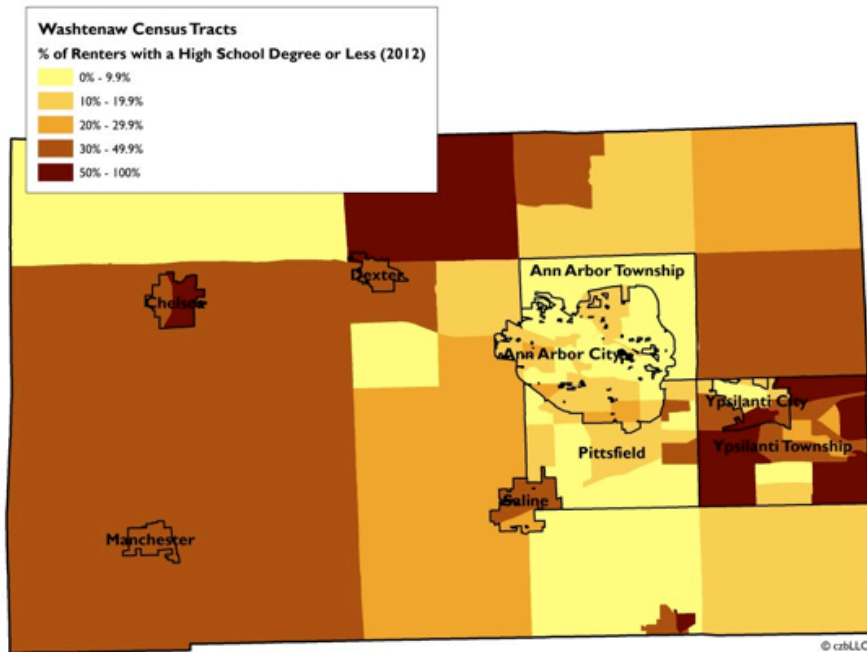 Washtenaw Census Tracts
% of Renters with a High School Degree or Less (2012)
0% - 9.9%
10% - 19.9%
20% - 29.9%
30% - 49.9%
50% - 100%
Ann Arbor Township
Dexter
Chelsea
Ann Arbor City
Ypsilanti City
Ypsilanti Township
Pittsfield
Saline
Manchester
© czbLLC